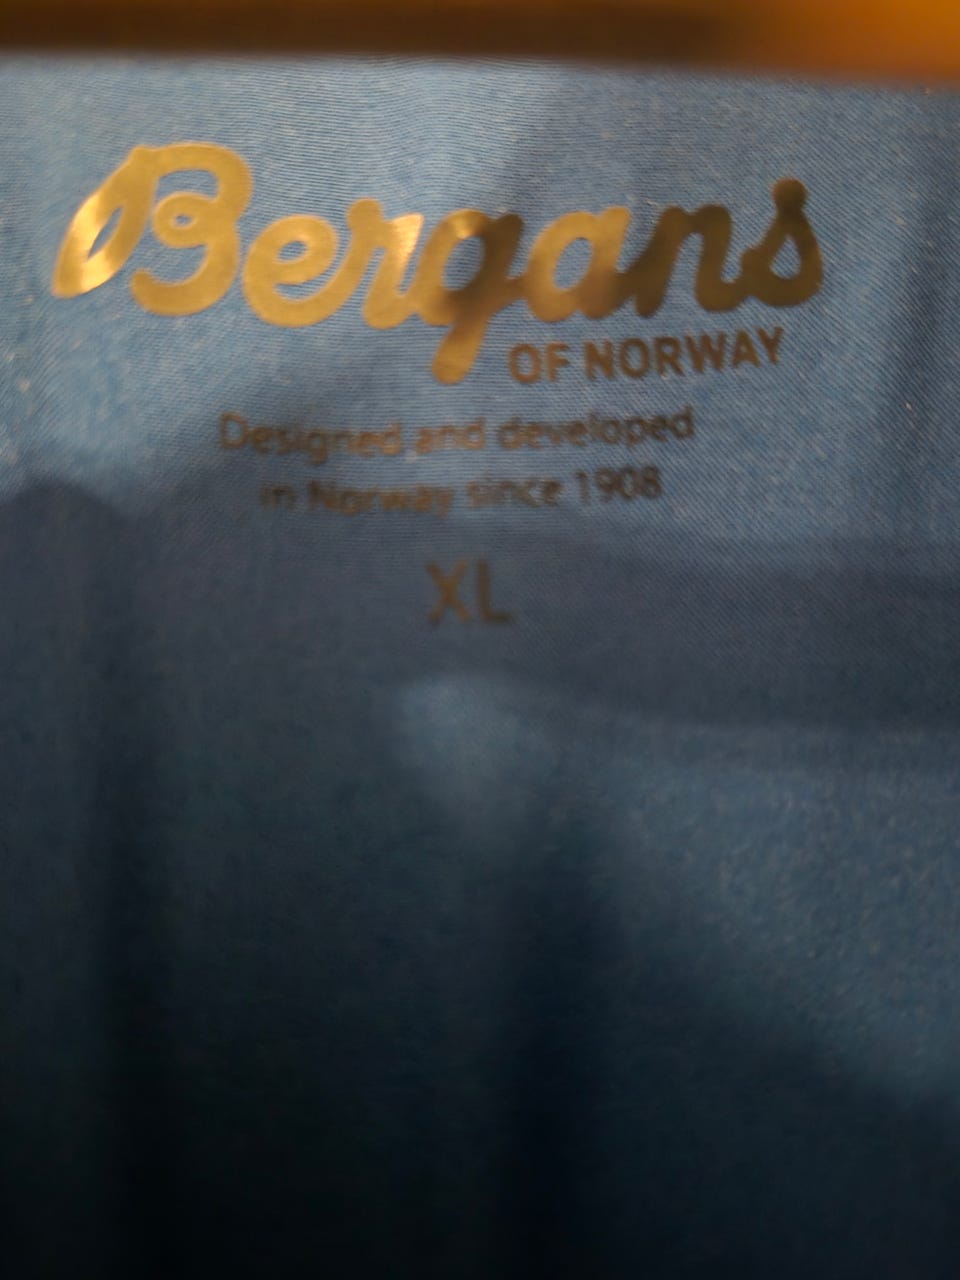 Bergans
OF NORWAY
Designed and developed
in Norway since 1908
XL